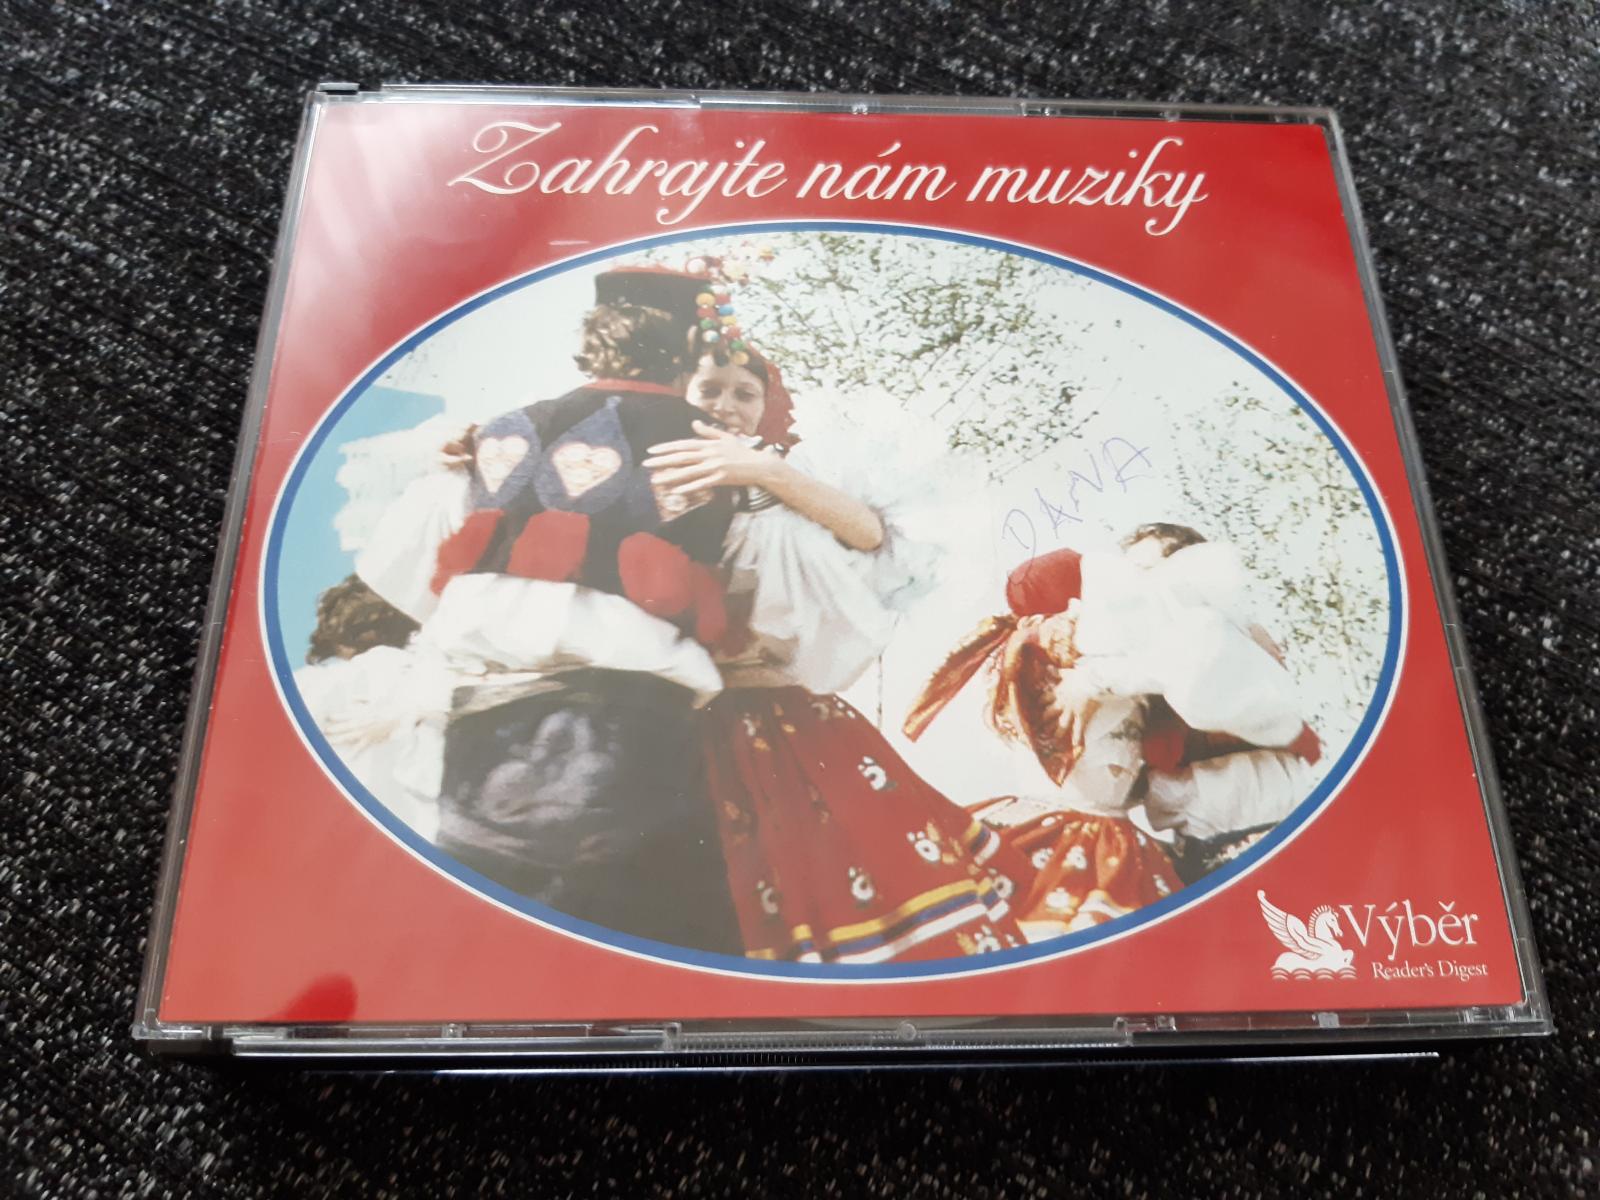 Zahrajte nám muziky
DANA
Výběr
Reader's Digest